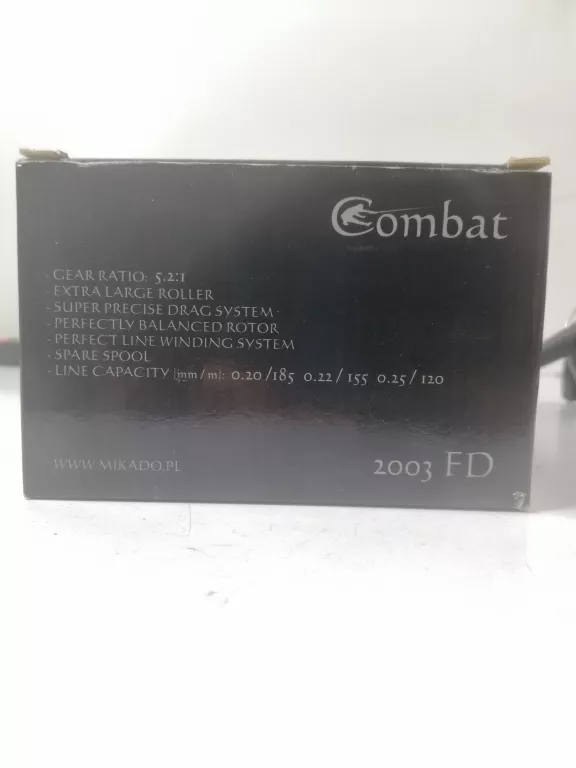 Combat
· GEAR RATIO: 5.2:1
· EXTRA LARGE ROLLER
· SUPER PRECISE DRAG SYSTEM ·
· PERFECTLY BALANCED ROTOR
· PERFECT LINE WINDING SYSTEM
· SPARE SPOOL
· LINE CAPACITY [mm/m]: 0.20/185 0.22/155 0.25/120
WWW.MIKADO.PL
2003 FD